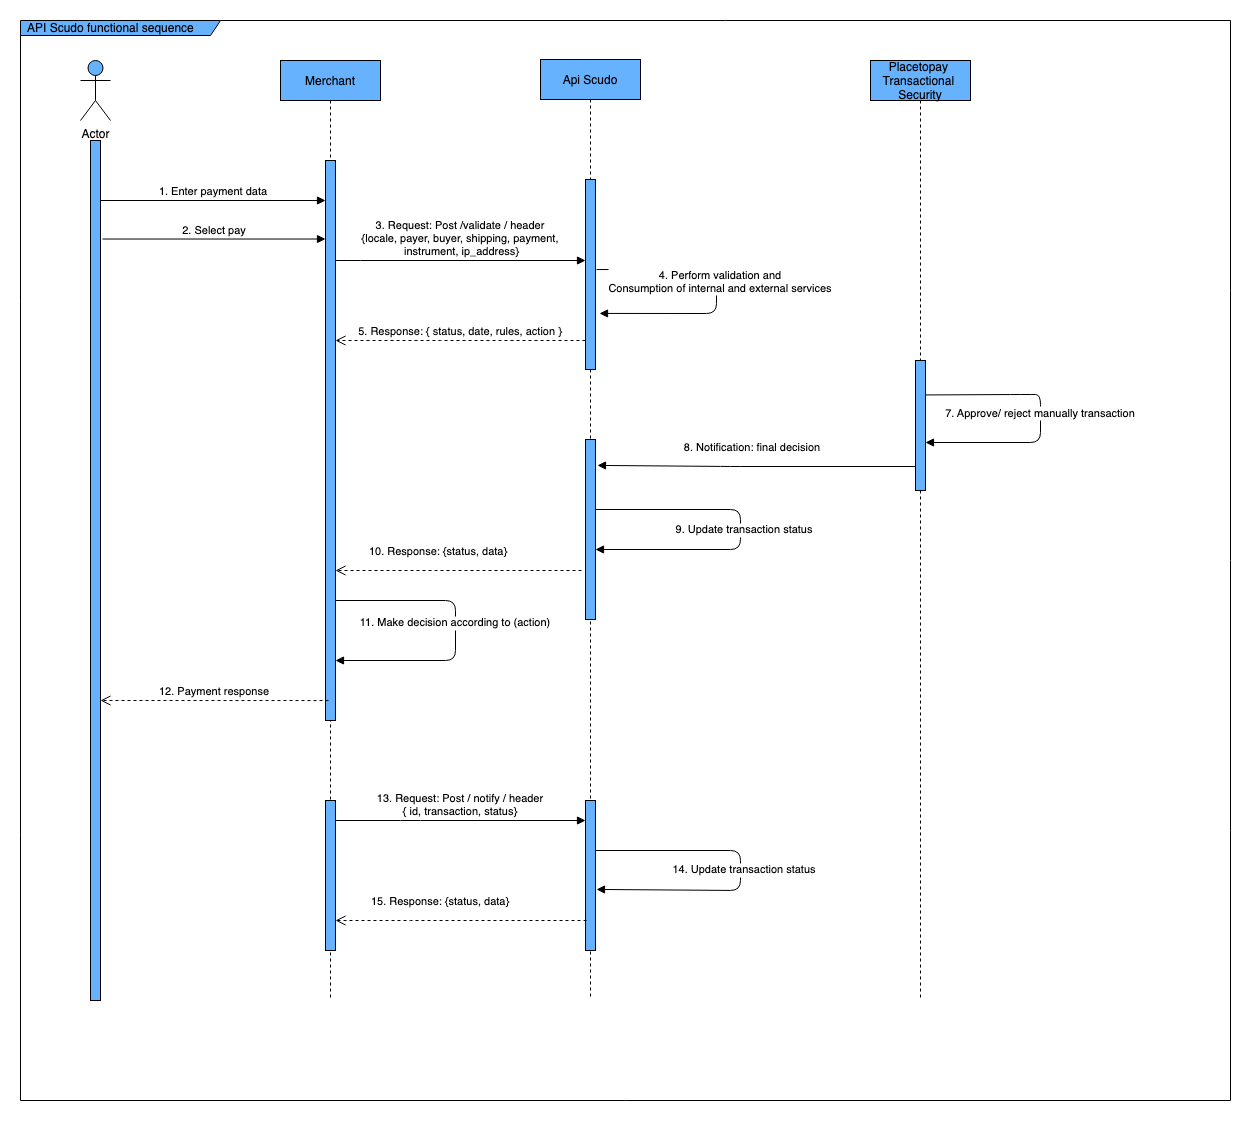 API Scudo functional sequence
Actor
Merchant
Api Scudo
Placetopay
Transactional
Security
1. Enter payment data
2. Select pay
3. Request: Post /validate / header
{locale, payer, buyer, shipping, payment,
instrument, ip_address}
4. Perform validation and
Consumption of internal and external services
5. Response: { status, date, rules, action }
7. Approve/ reject manually transaction
8. Notification: final decision
9. Update transaction status
10. Response: {status, data}
11. Make decision according to (action)
12. Payment response
13. Request: Post / notify / header
{ id, transaction, status}
14. Update transaction status
15. Response: {status, data}